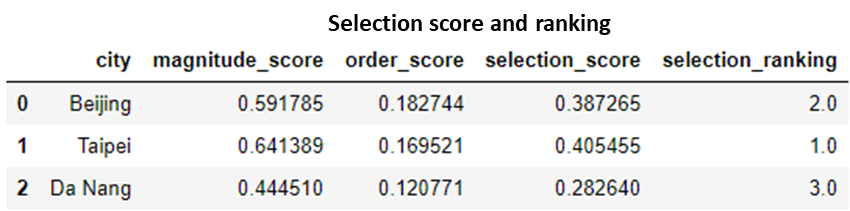 Selection score and ranking
city magnitude_score order_score selection_score selection_ranking
0 Beijing 0.591785 0.182744 0.387265 2.0
1 Taipei 0.641389 0.169521 0.405455 1.0
2 Da Nang 0.444510 0.120771 0.282640 3.0